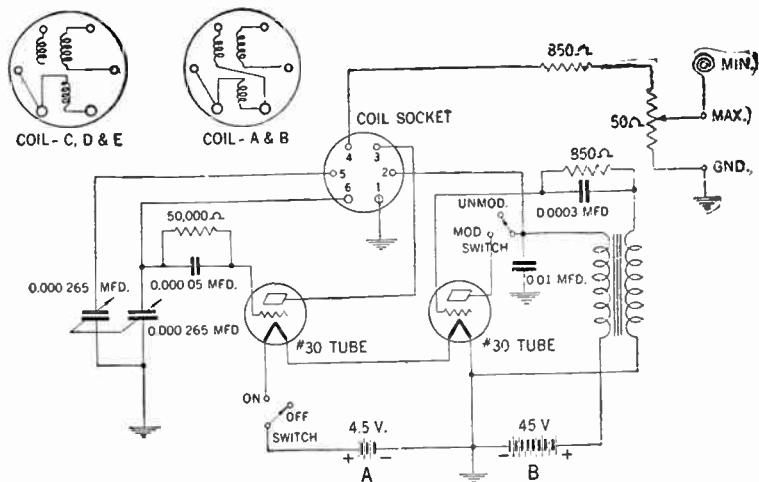 850Ω
MIN.)
COIL SOCKET
50Ω
MAX.)
COIL - C, D & E
COIL - A & B
4
3
850Ω
GND.
5
2
6
1
UNMOD.
0.0003 MFD
50,000Ω
MOD
SWITCH
0.000 265 MFD.
0.000 05 MFD.
0.01 MFD.
0.000 265 MFD
#30 TUBE
#30 TUBE
ON
OFF
SWITCH
4.5 V.
45 V
+
-
-
+
A
B